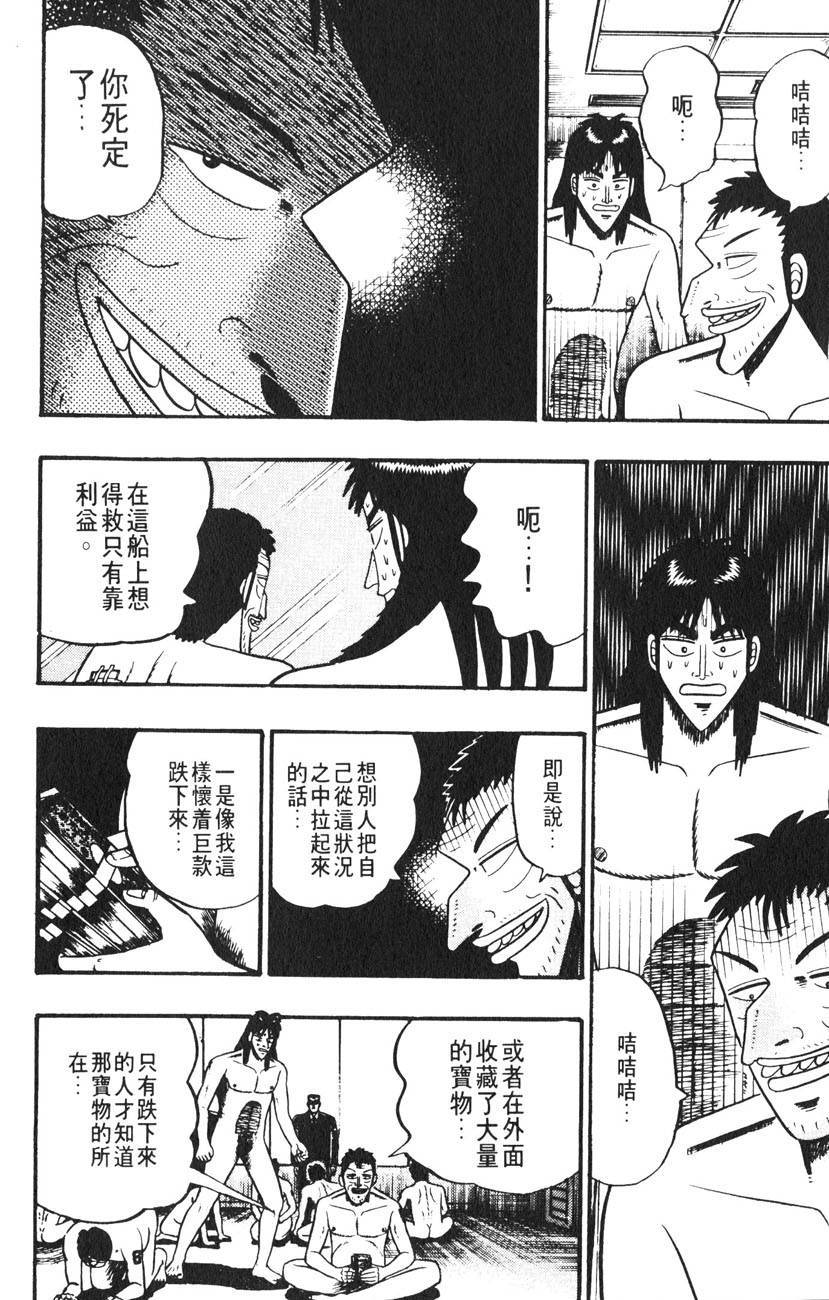 咭咭咭…
呃…
你死定
了…
咭咭咭…
呃…！
在這船上想
得救只有靠
利益。
即是說…
想別人把自
己從這狀況
之中拉起來
的話…
一是像我這
樣懷着巨款
跌下來…
或者在外面
收藏了大量
的寶物…
只有跌下來
的人才知道
那寶物的所
在…